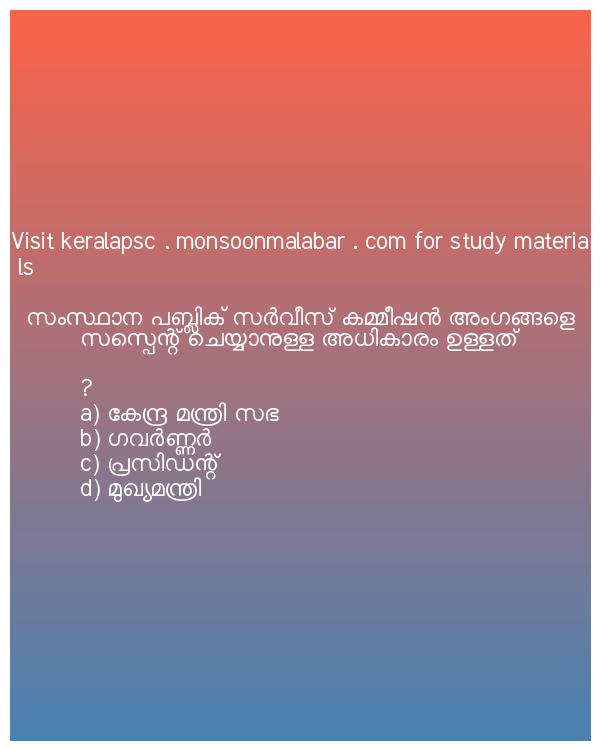 Visit keralapsc . monsoonmalabar . com for study materia
ls
സംസ്ഥാന പബ്ലിക് സർവീസ് കമ്മീഷൻ അംഗങ്ങളെ
സസ്പെന്റ് ചെയ്യാനുള്ള അധികാരം ഉള്ളത്
?
a) കേന്ദ്ര മന്ത്രി സഭ
b) ഗവർണ്ണർ
c) പ്രസിഡന്റ്
d) മുഖ്യമന്ത്രി